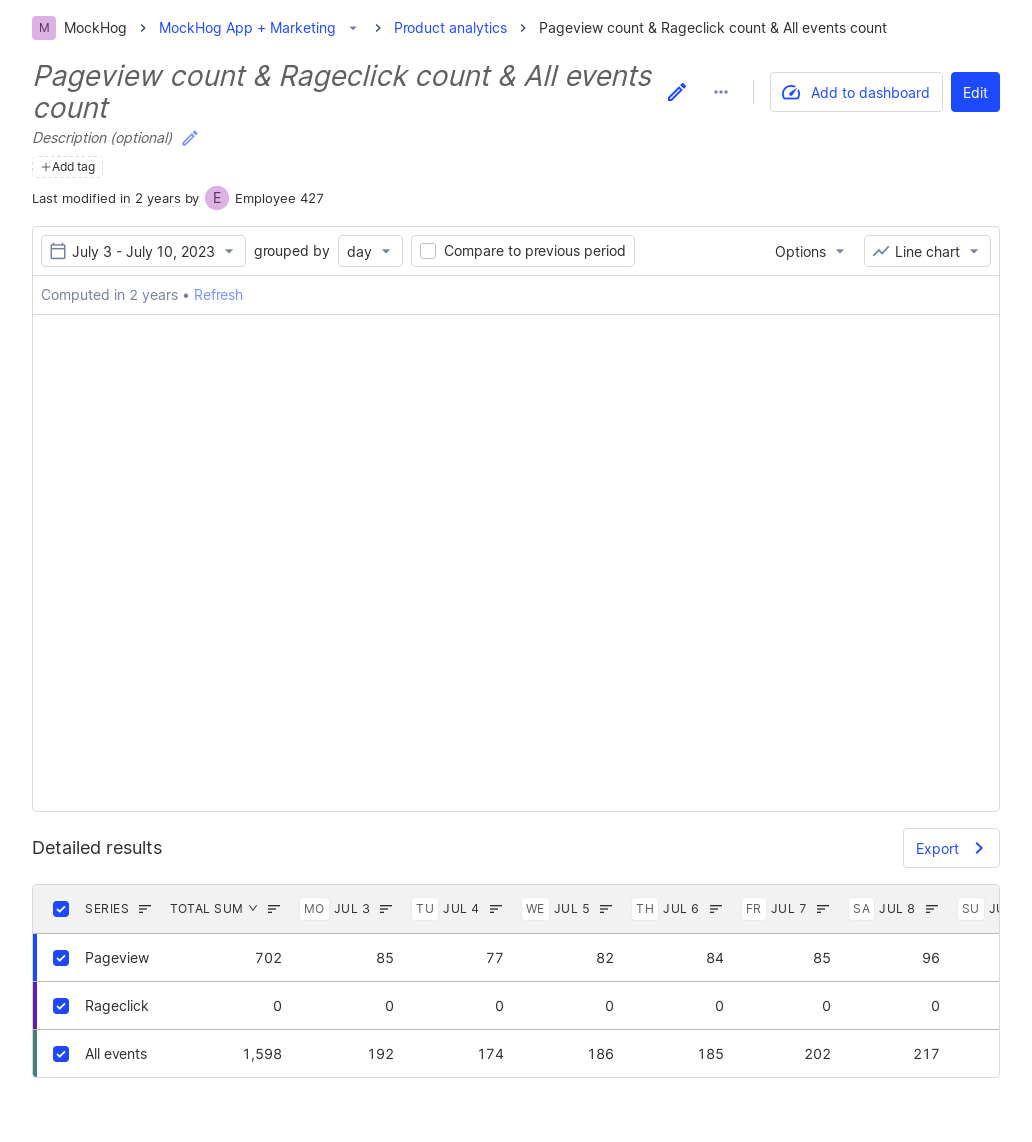 M MockHog MockHog App + Marketing Product analytics Pageview count & Rageclick count & All events count
Pageview count & Rageclick count & All events
count
Add to dashboard Edit
Description (optional)
Add tag
Last modified in 2 years by E Employee 427
July 3 - July 10, 2023 grouped by day Compare to previous period Options Line chart
Computed in 2 years • Refresh
Detailed results Export
SERIES TOTAL SUM MO JUL 3 TU JUL 4 WE JUL 5 TH JUL 6 FR JUL 7 SA JUL 8 SU
Pageview 702 85 77 82 84 85 96
Rageclick 0 0 0 0 0 0 0
All events 1,598 192 174 186 185 202 217